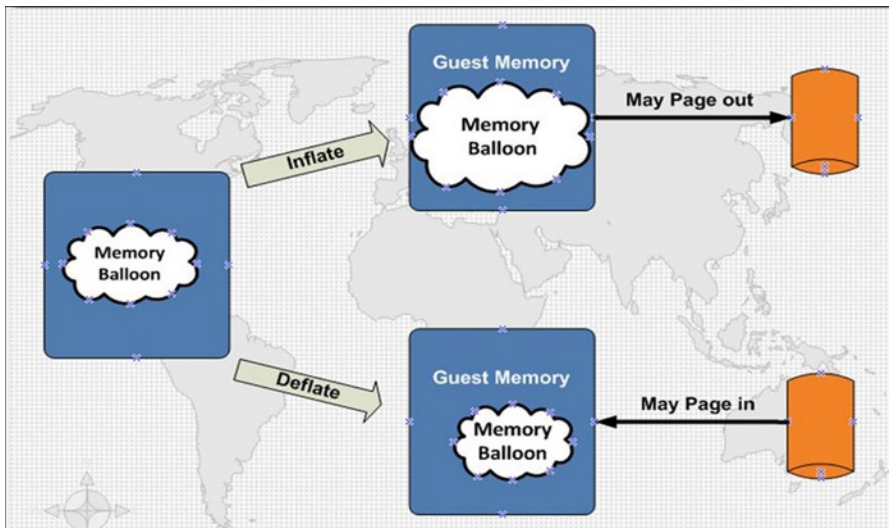 Guest Memory
Memory
Balloon
May Page out
Inflate
Memory
Balloon
Deflate
Guest Memory
Memory
Balloon
May Page in